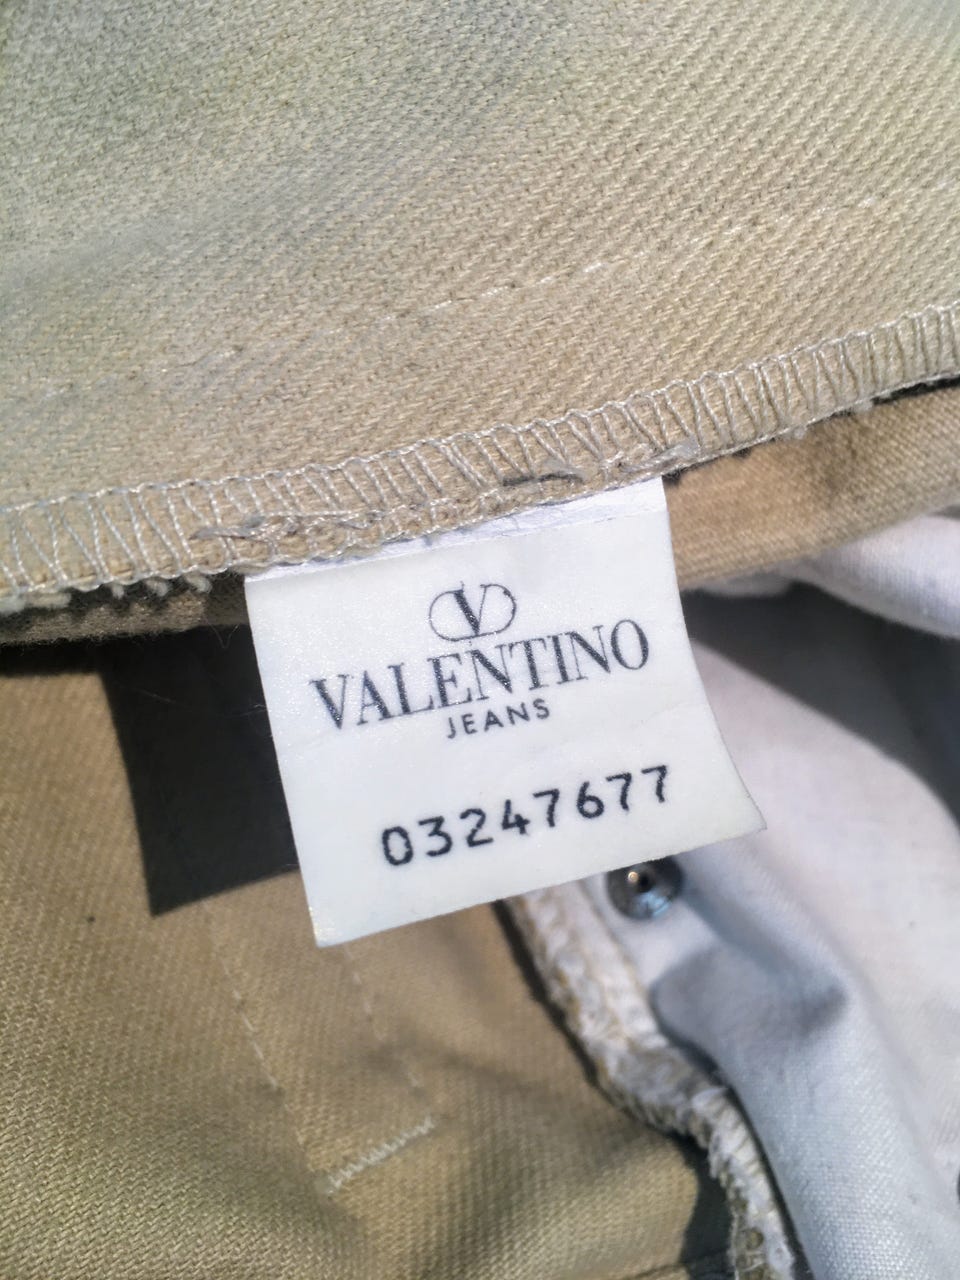 V
VALENTINO
JEANS
03247677